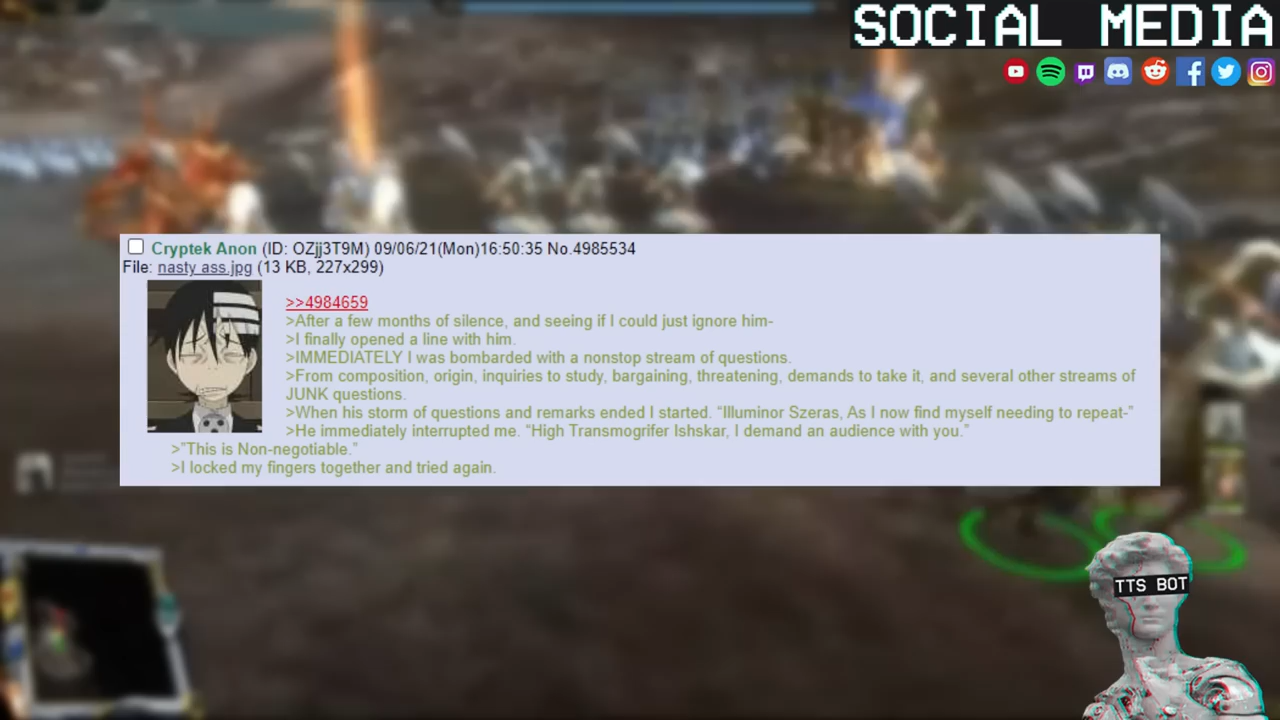 SOCIAL MEDIA
Cryptek Anon (ID: OZjj3T9M) 09/06/21(Mon)16:50:35 No.4985534
File: nasty ass.jpg (13 KB, 227x299)
>>4984659
>After a few months of silence, and seeing if I could just ignore him-
>I finally opened a line with him.
>IMMEDIATELY I was bombarded with a nonstop stream of questions.
>From composition, origin, inquiries to study, bargaining, threatening, demands to take it, and several other streams of
JUNK questions.
>When his storm of questions and remarks ended I started. “Illuminor Szeras, As I now find myself needing to repeat-”
>He immediately interrupted me. “High Transmogrifer Ishskar, I demand an audience with you.”
>”This is Non-negotiable.”
>I locked my fingers together and tried again.
TTS BOT